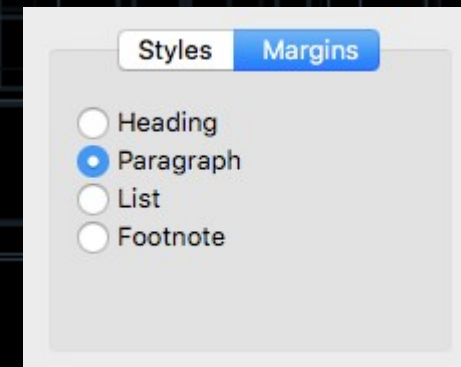 Styles Margins
Heading
Paragraph
List
Footnote